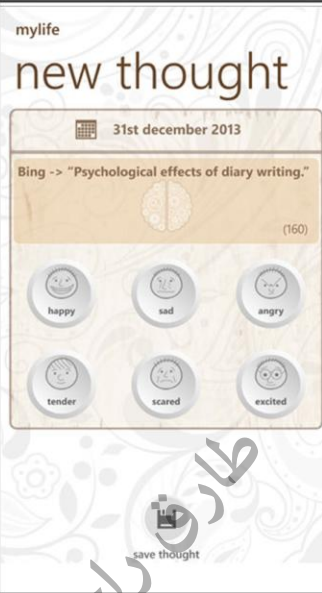 mylife
new thought
31st december 2013
Bing -> "Psychological effects of diary writing."
(160)
happy
sad
angry
tender
scared
excited
save thought
طارق